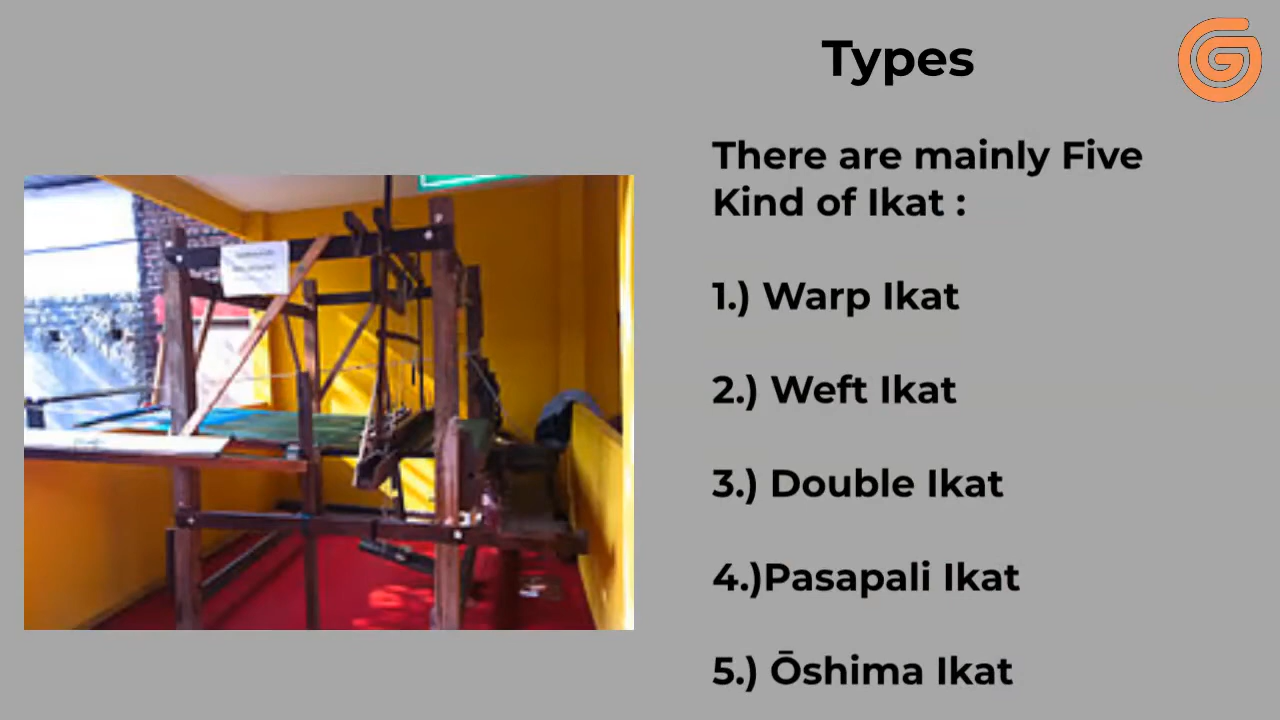 Types
There are mainly Five
Kind of Ikat :
1.) Warp Ikat
2.) Weft Ikat
3.) Double Ikat
4.)Pasapali Ikat
5.) Ōshima Ikat